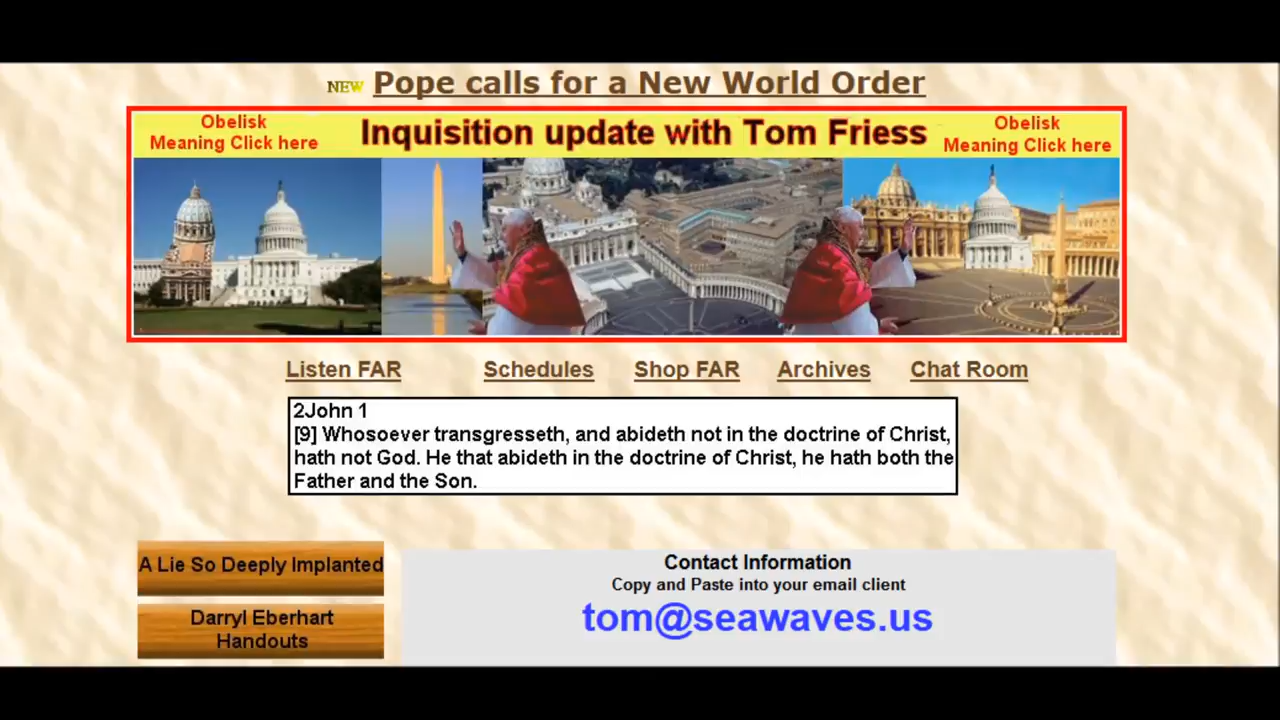 NEW Pope calls for a New World Order
Obelisk
Meaning Click here
Inquisition update with Tom Friess
Obelisk
Meaning Click here
Listen FAR Schedules Shop FAR Archives Chat Room
2John 1
[9] Whosoever transgresseth, and abideth not in the doctrine of Christ,
hath not God. He that abideth in the doctrine of Christ, he hath both the
Father and the Son.
A Lie So Deeply Implanted
Darryl Eberhart
Handouts
Contact Information
Copy and Paste into your email client
tom@seawaves.us